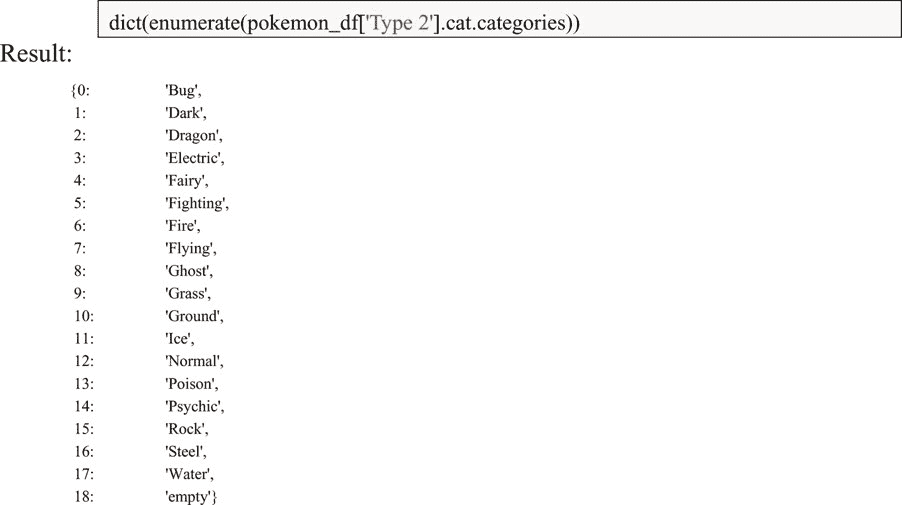 dict(enumerate(pokemon_df['Type 2'].cat.categories))
Result:
{0: 'Bug',
1: 'Dark',
2: 'Dragon',
3: 'Electric',
4: 'Fairy',
5: 'Fighting',
6: 'Fire',
7: 'Flying',
8: 'Ghost',
9: 'Grass',
10: 'Ground',
11: 'Ice',
12: 'Normal',
13: 'Poison',
14: 'Psychic',
15: 'Rock',
16: 'Steel',
17: 'Water',
18: 'empty'}